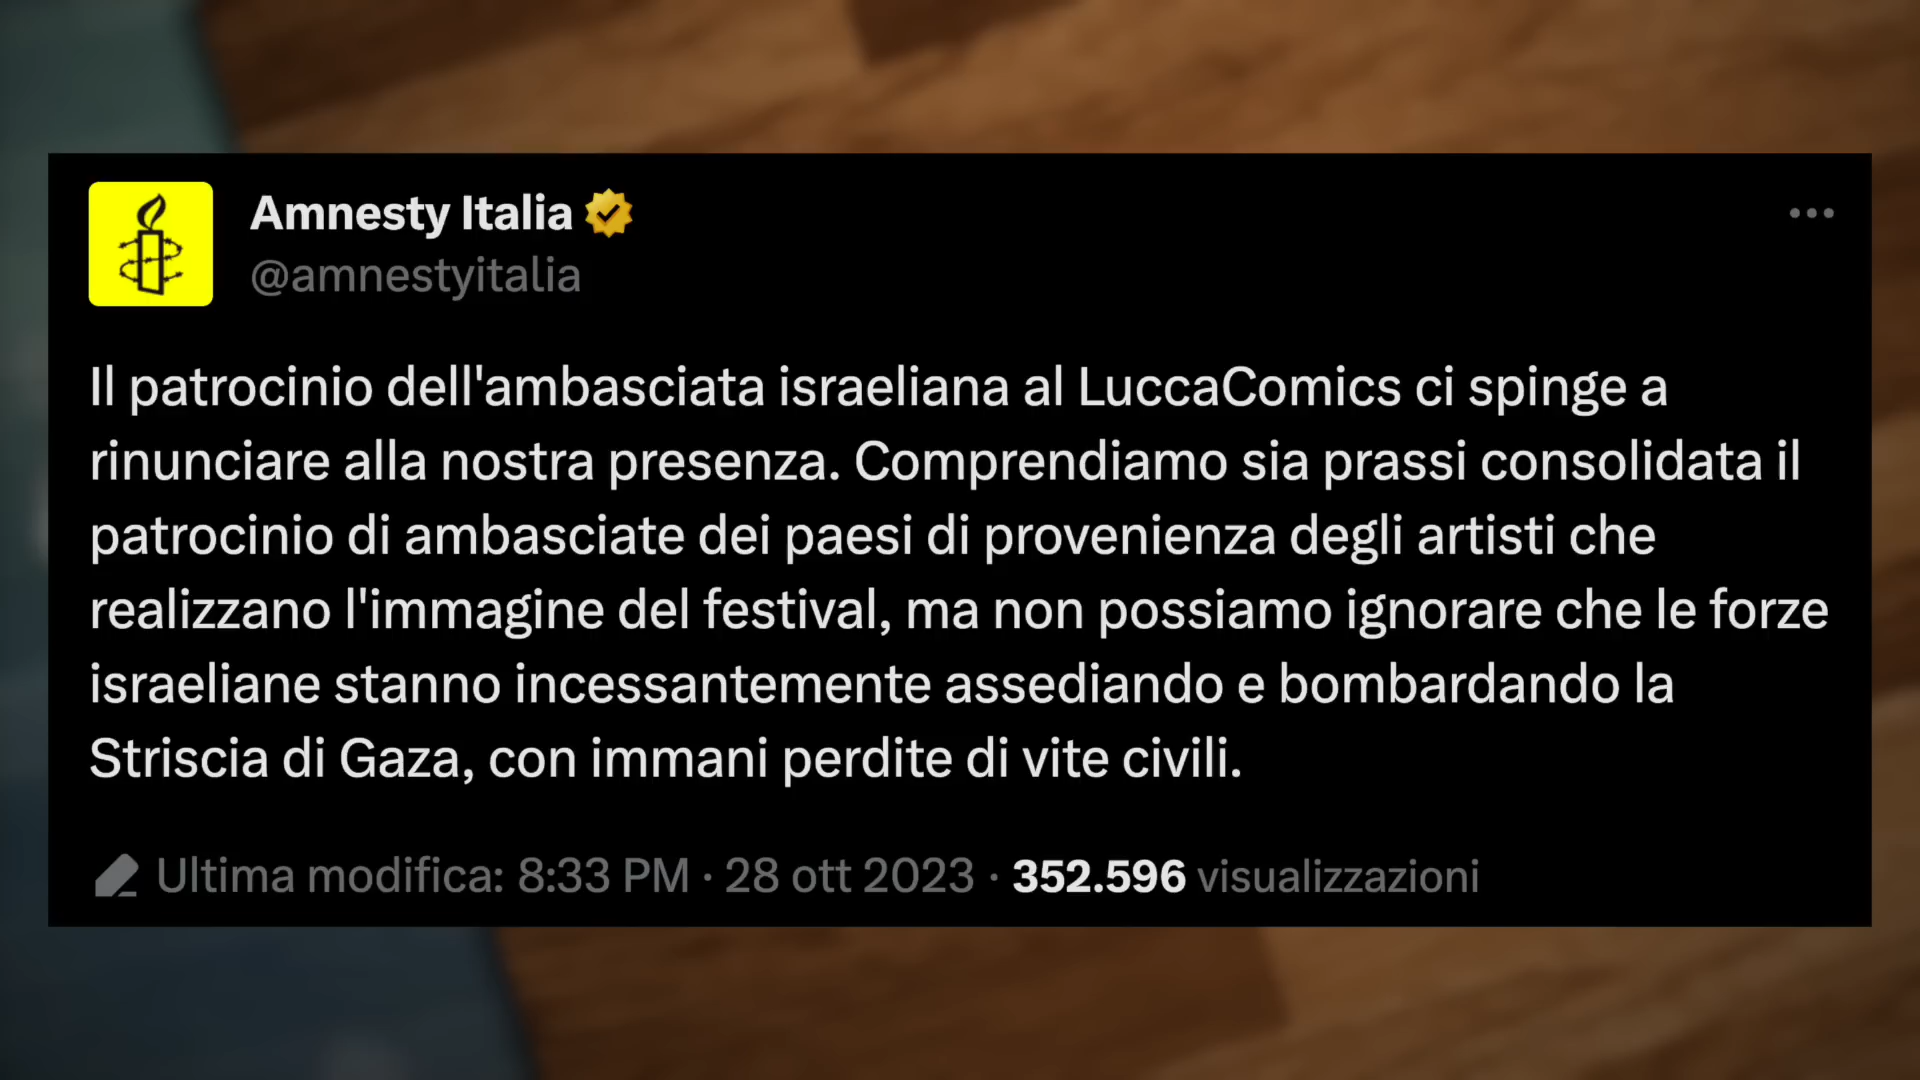 Amnesty Italia
@amnestyitalia
Il patrocinio dell'ambasciata israeliana al LuccaComics ci spinge a
rinunciare alla nostra presenza. Comprendiamo sia prassi consolidata il
patrocinio di ambasciate dei paesi di provenienza degli artisti che
realizzano l'immagine del festival, ma non possiamo ignorare che le forze
israeliane stanno incessantemente assediando e bombardando la
Striscia di Gaza, con immani perdite di vite civili.
Ultima modifica: 8:33 PM · 28 ott 2023 · 352.596 visualizzazioni